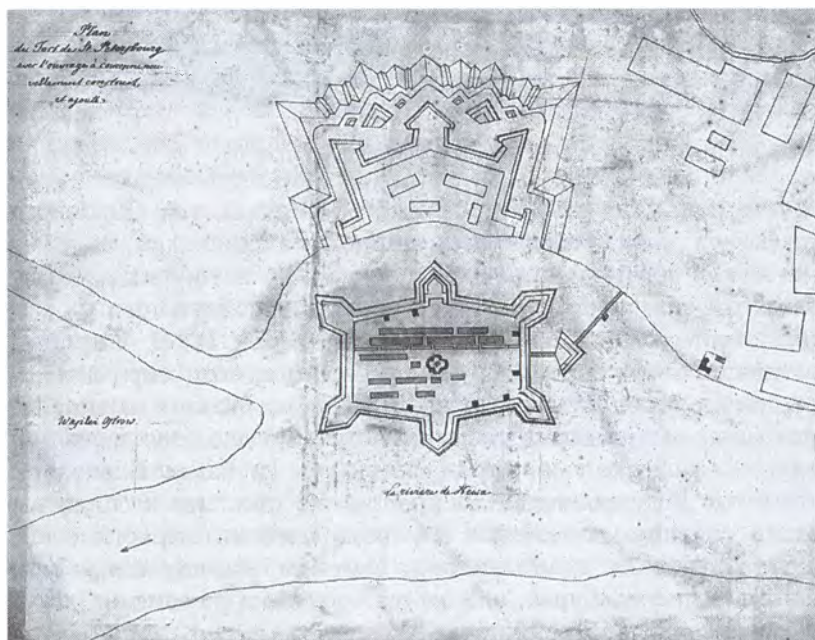 Plan
du Fort de St. Petersbourg
avec l'ouvrage à couronne nou-
vellement construit,
et ajouté.
Wasilei Ostrow.
La riviere de Newa